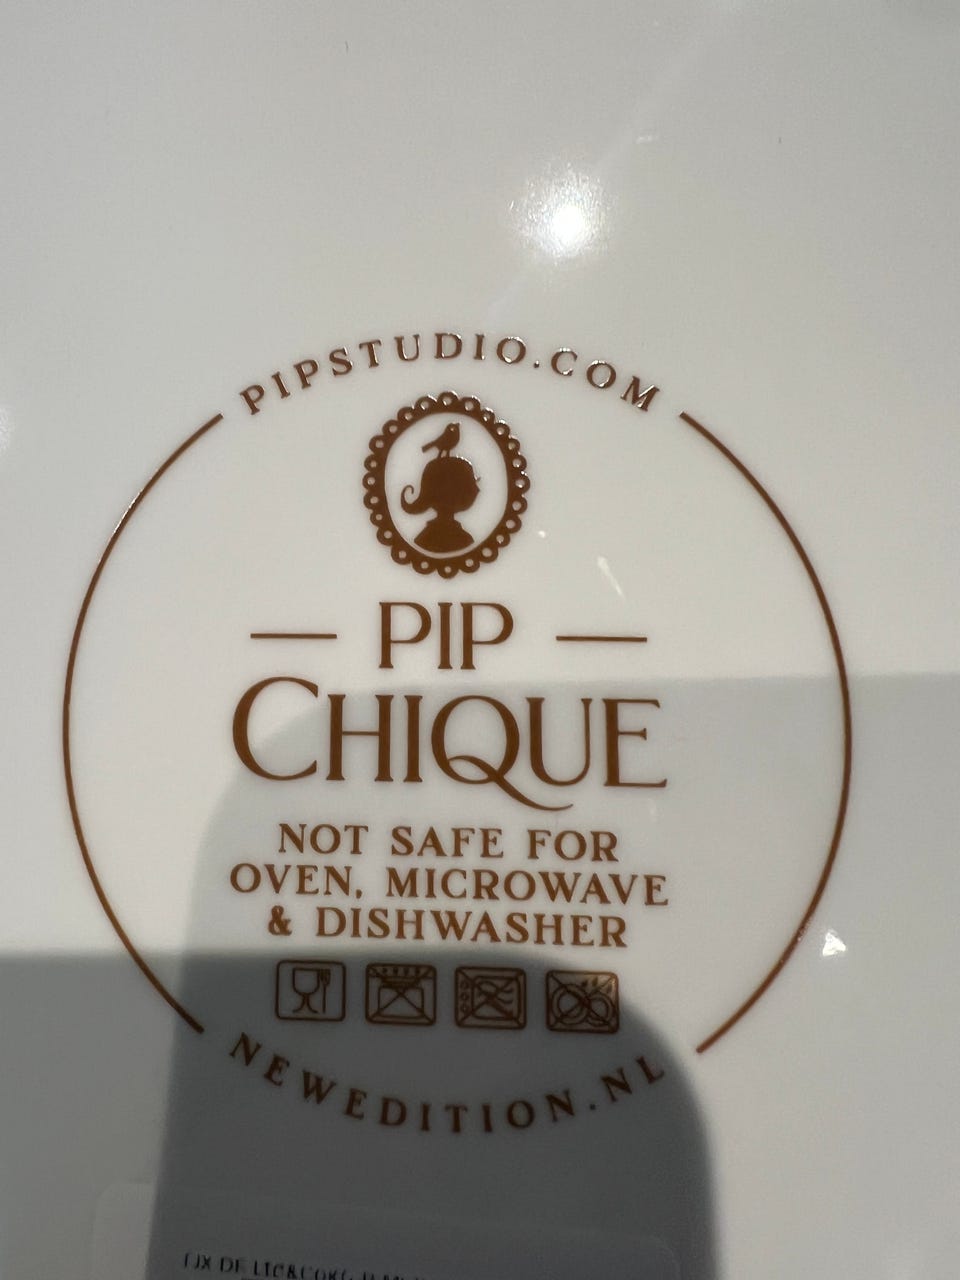 PIPSTUDIO.COM
PIP
CHIQUE
NOT SAFE FOR
OVEN, MICROWAVE
& DISHWASHER
NEWEDITION.NL